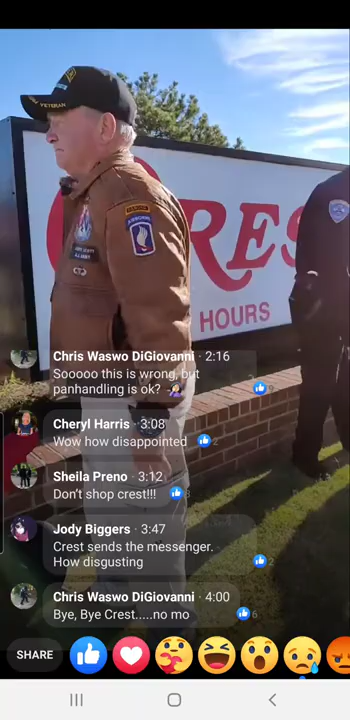 VETERAN
AIRBORNE
RES
HOURS
Chris Waswo DiGiovanni · 2:16
Sooooo this is wrong, but
panhandling is ok? 🤷🏻‍♀️
Cheryl Harris · 3:08
Wow how disappointed
2
Sheila Preno · 3:12
Don't shop crest!!!
Jody Biggers · 3:47
Crest sends the messenger.
How disgusting
2
Chris Waswo DiGiovanni · 4:00
Bye, Bye Crest.....no mo
6
SHARE